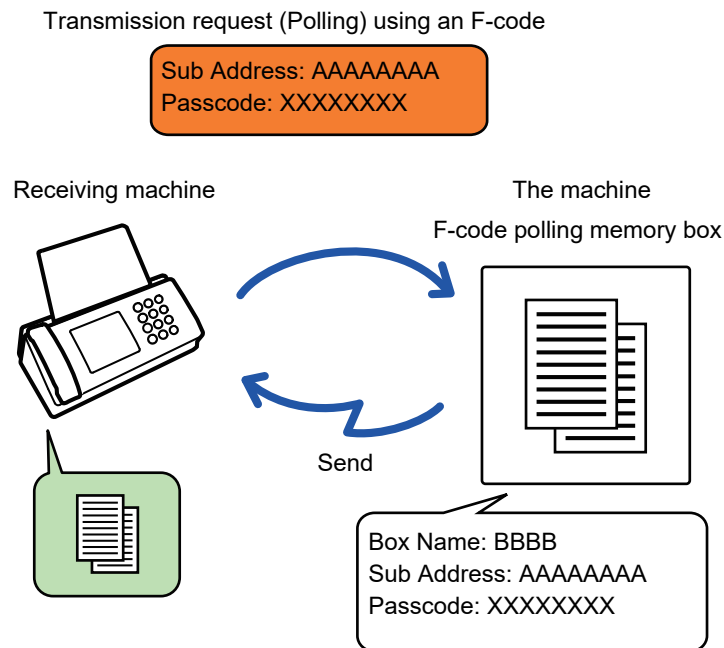 Transmission request (Polling) using an F-code
Sub Address: AAAAAAAA
Passcode: XXXXXXXX
Receiving machine
The machine
F-code polling memory box
Send
Box Name: BBBB
Sub Address: AAAAAAAA
Passcode: XXXXXXXX